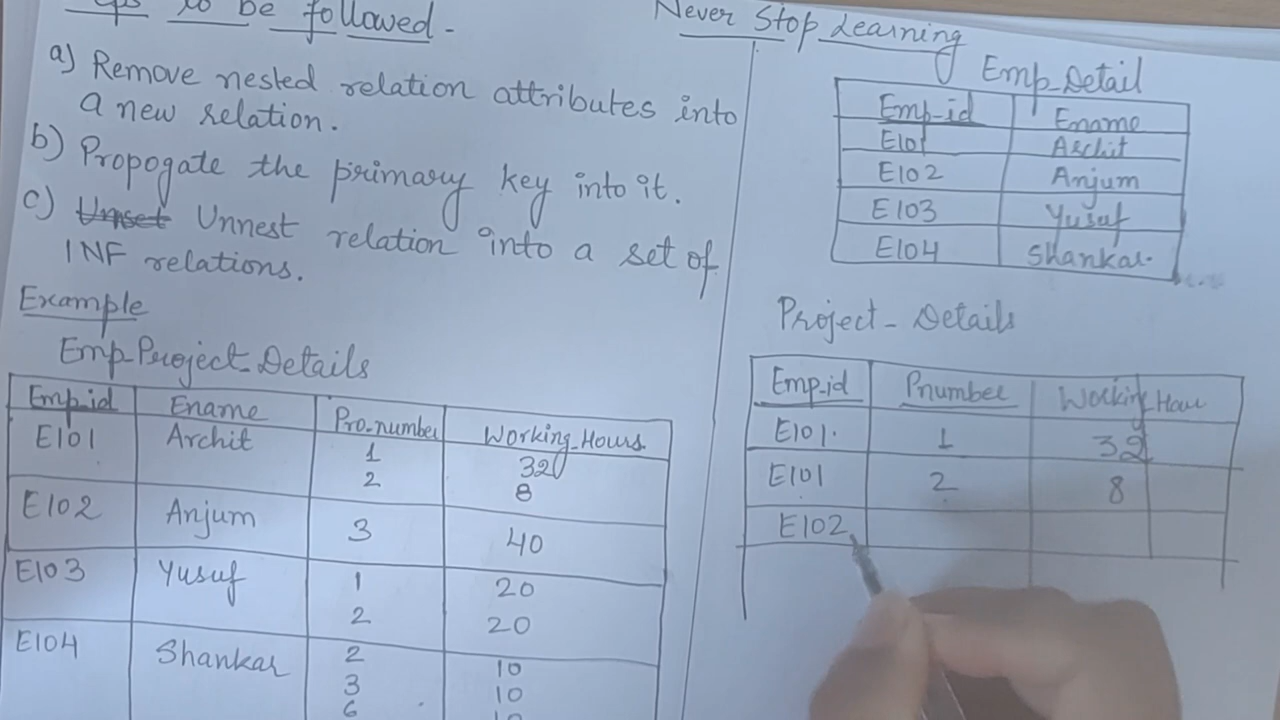 to be followed -
a) Remove nested relation attributes into
a new relation.
b) Propogate the primary key into it.
c) Unset Unnest relation into a set of
1NF relations.
Example
Emp-Project-Details
Emp-id Ename Pro-number Working-Hours
E101 Archit 1 32
2 8
E102 Anjum 3 40
E103 Yusuf 1 20
2 20
E104 Shankar 2 10
3 10
6 10
Never Stop Learning
Emp-Detail
Emp-id Ename
E101 Archit
E102 Anjum
E103 Yusuf
E104 Shankar
Project-Details
Emp-id Pnumber Working Hour
E101 1 32
E101 2 8
E102